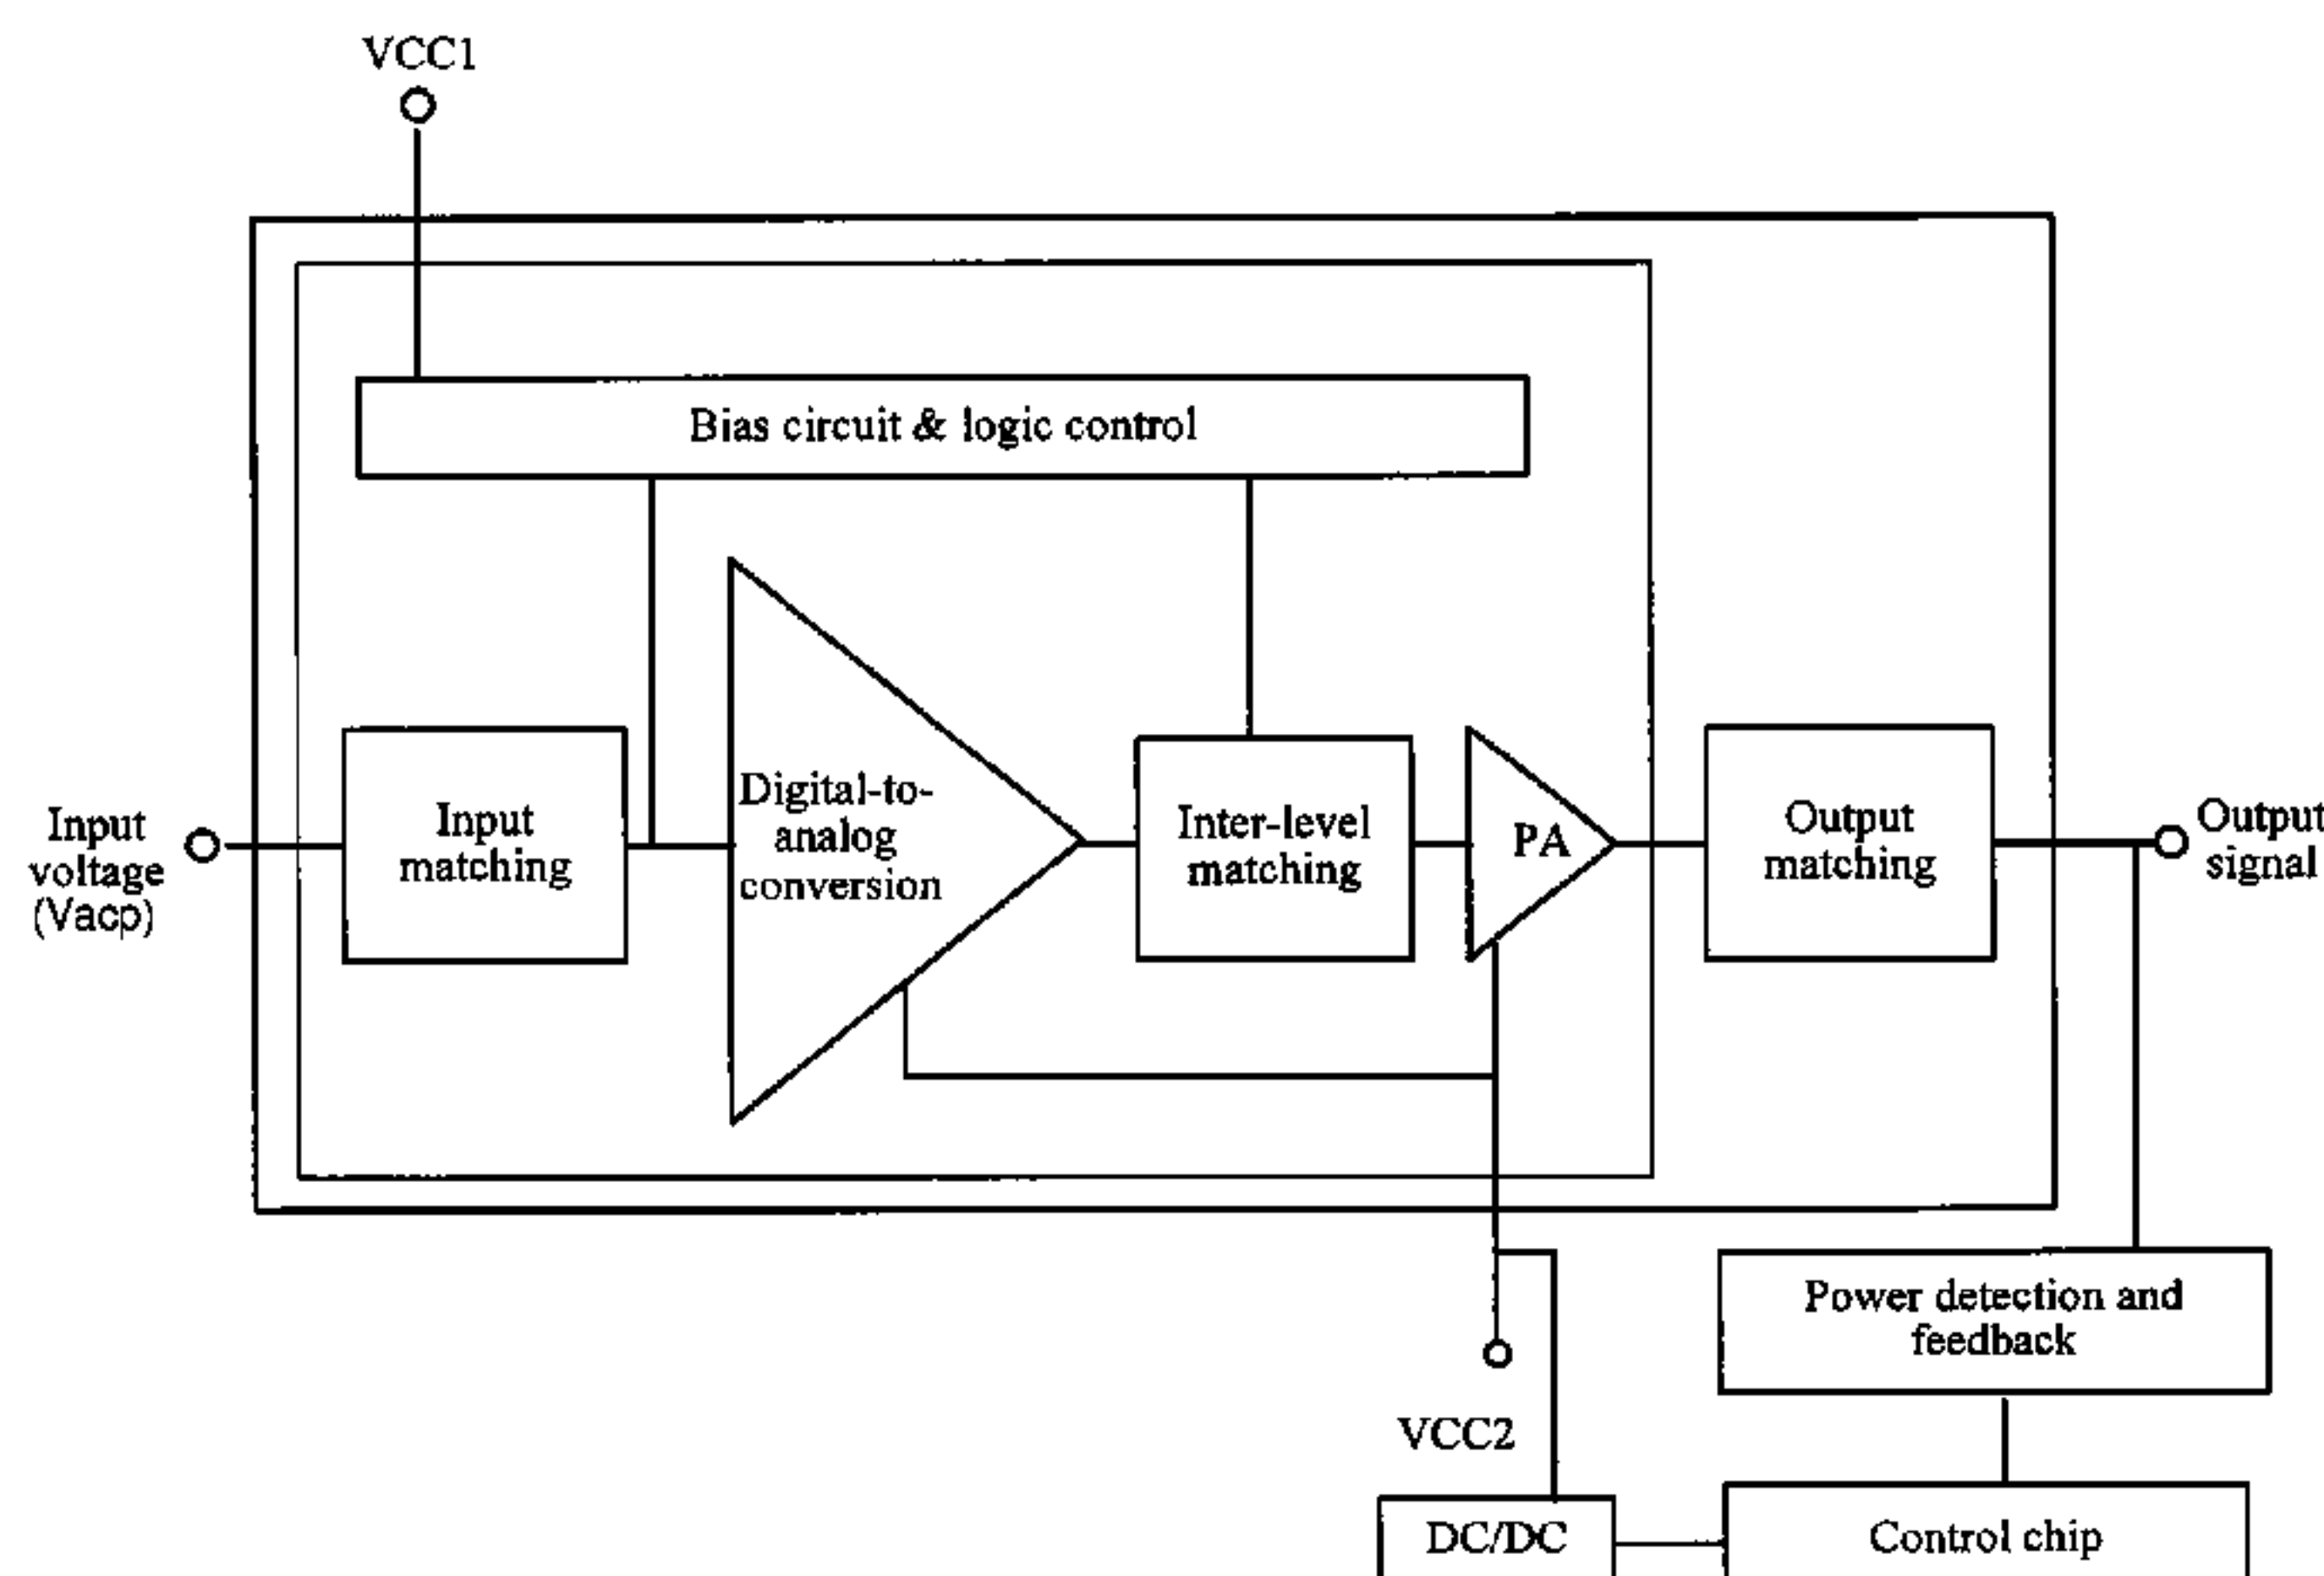 VCC1
Bias circuit & logic control
Input
voltage
(Vacp)
Input
matching
Digital-to-
analog
conversion
Inter-level
matching
PA
Output
matching
Output
signal
Power detection and
feedback
VCC2
DC/DC
Control chip